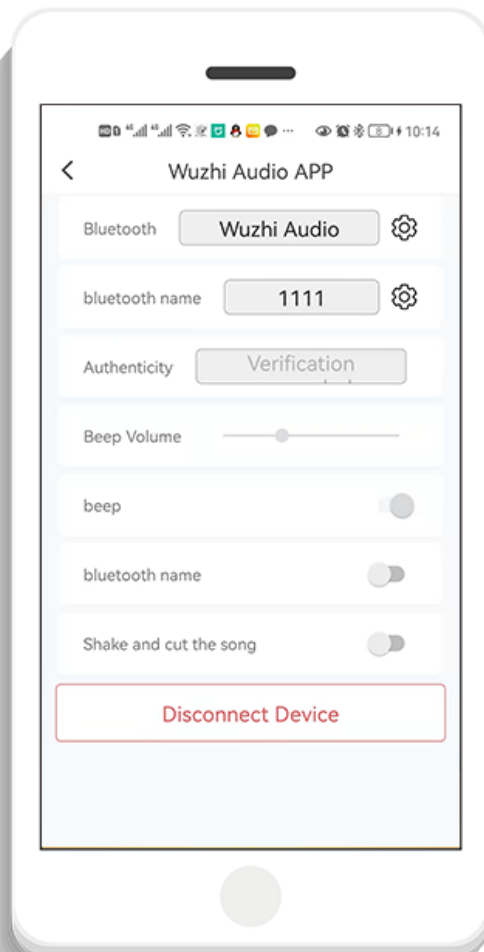 10:14
Wuzhi Audio APP
Bluetooth Wuzhi Audio
bluetooth name 1111
Authenticity Verification
Beep Volume
beep
bluetooth name
Shake and cut the song
Disconnect Device